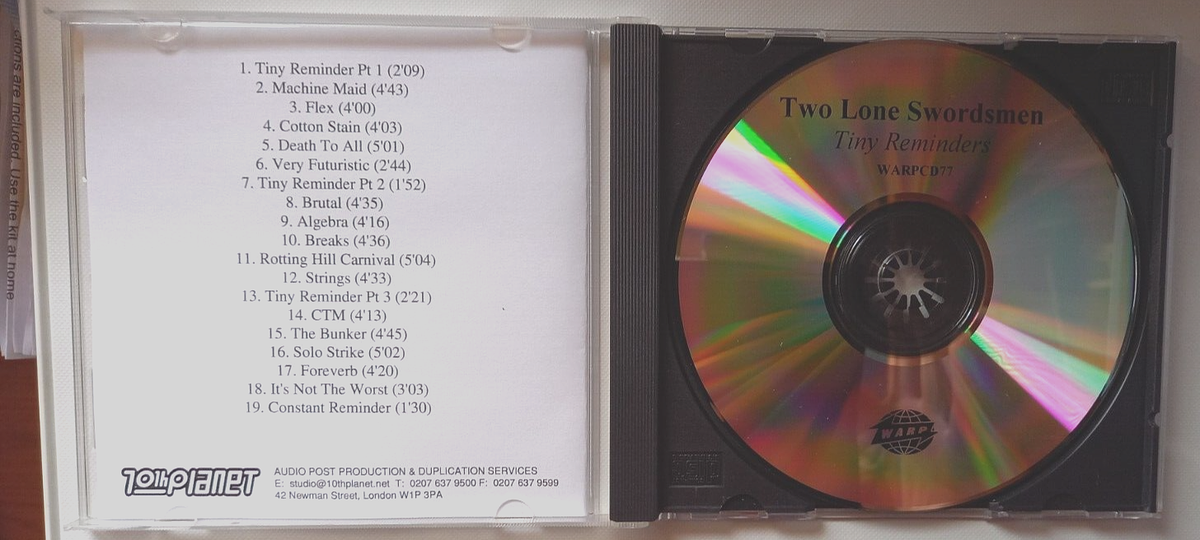 ations are included. Use the kit at home
1. Tiny Reminder Pt 1 (2'09)
2. Machine Maid (4'43)
3. Flex (4'00)
4. Cotton Stain (4'03)
5. Death To All (5'01)
6. Very Futuristic (2'44)
7. Tiny Reminder Pt 2 (1'52)
8. Brutal (4'35)
9. Algebra (4'16)
10. Breaks (4'36)
11. Rotting Hill Carnival (5'04)
12. Strings (4'33)
13. Tiny Reminder Pt 3 (2'21)
14. CTM (4'13)
15. The Bunker (4'45)
16. Solo Strike (5'02)
17. Foreverb (4'20)
18. It's Not The Worst (3'03)
19. Constant Reminder (1'30)
10thPlanet
AUDIO POST PRODUCTION & DUPLICATION SERVICES
E: studio@10thplanet.net T: 0207 637 9500 F: 0207 637 9599
42 Newman Street, London W1P 3PA
Two Lone Swordsmen
Tiny Reminders
WARPCD77
WARP